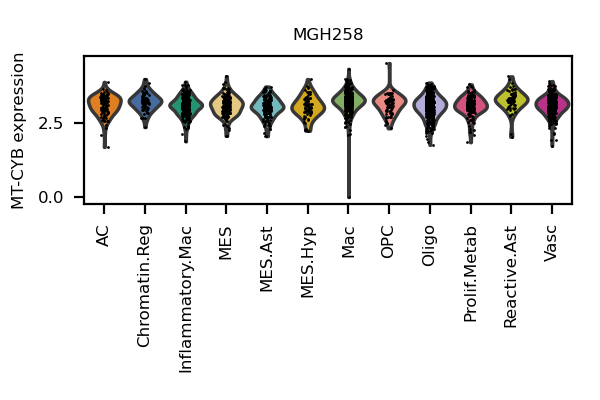 MGH258
MT-CYB expression
2.5
0.0
AC
Chromatin.Reg
Inflammatory.Mac
MES
MES.Ast
MES.Hyp
Mac
OPC
Oligo
Prolif.Metab
Reactive.Ast
Vasc